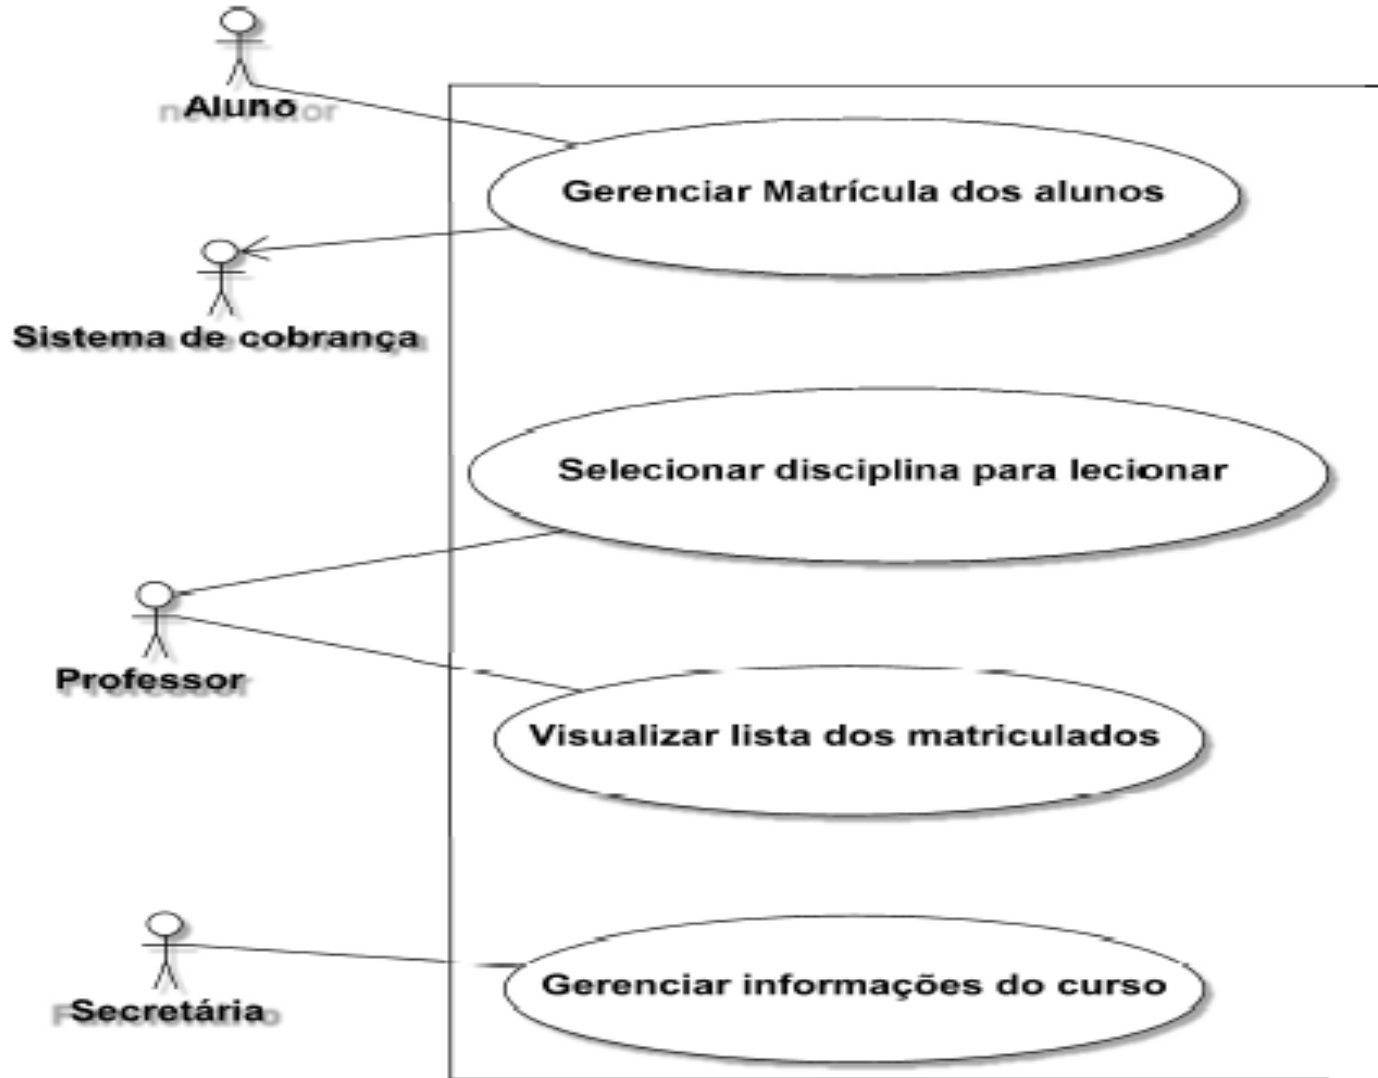 Aluno
Gerenciar Matrícula dos alunos
Sistema de cobrança
Selecionar disciplina para lecionar
Professor
Visualizar lista dos matriculados
Gerenciar informações do curso
Secretária